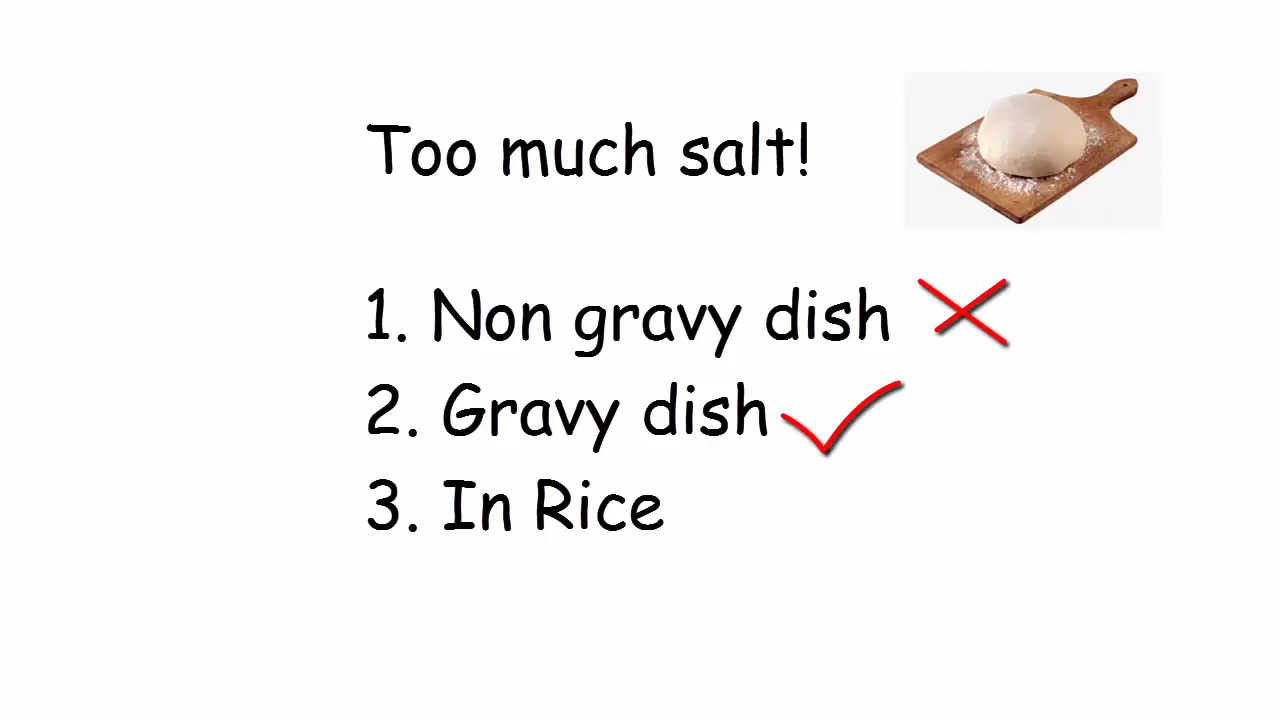 Too much salt!
1. Non gravy dish
2. Gravy dish
3. In Rice